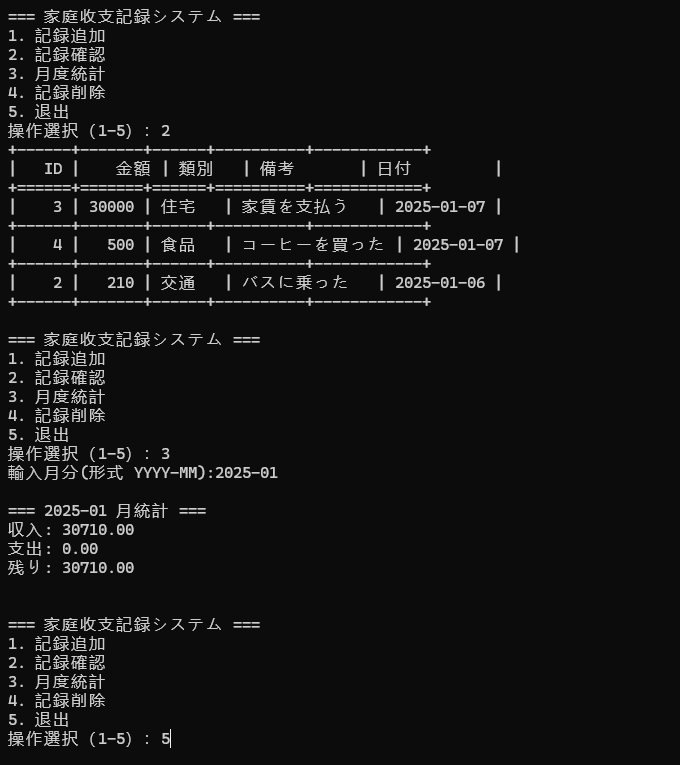 === 家庭收支記録システム ===
1. 記録追加
2. 記録確認
3. 月度統計
4. 記録削除
5. 退出
操作選択 (1-5) : 2
+------+-------+------+----------+------------+
|   ID |    金額 | 類別   | 備考       | 日付         |
+======+=======+======+==========+============+
|    3 | 30000 | 住宅   | 家賃を支払う   | 2025-01-07 |
+------+-------+------+----------+------------+
|    4 |   500 | 食品   | コーヒーを買った | 2025-01-07 |
+------+-------+------+----------+------------+
|    2 |   210 | 交通   | バスに乗った   | 2025-01-06 |
+------+-------+------+----------+------------+
=== 家庭收支記録システム ===
1. 記録追加
2. 記録確認
3. 月度統計
4. 記録削除
5. 退出
操作選択 (1-5) : 3
輸入月分(形式 YYYY-MM):2025-01
=== 2025-01 月統計 ===
収入: 30710.00
支出: 0.00
残り: 30710.00
=== 家庭收支記録システム ===
1. 記録追加
2. 記録確認
3. 月度統計
4. 記録削除
5. 退出
操作選択 (1-5) : 5